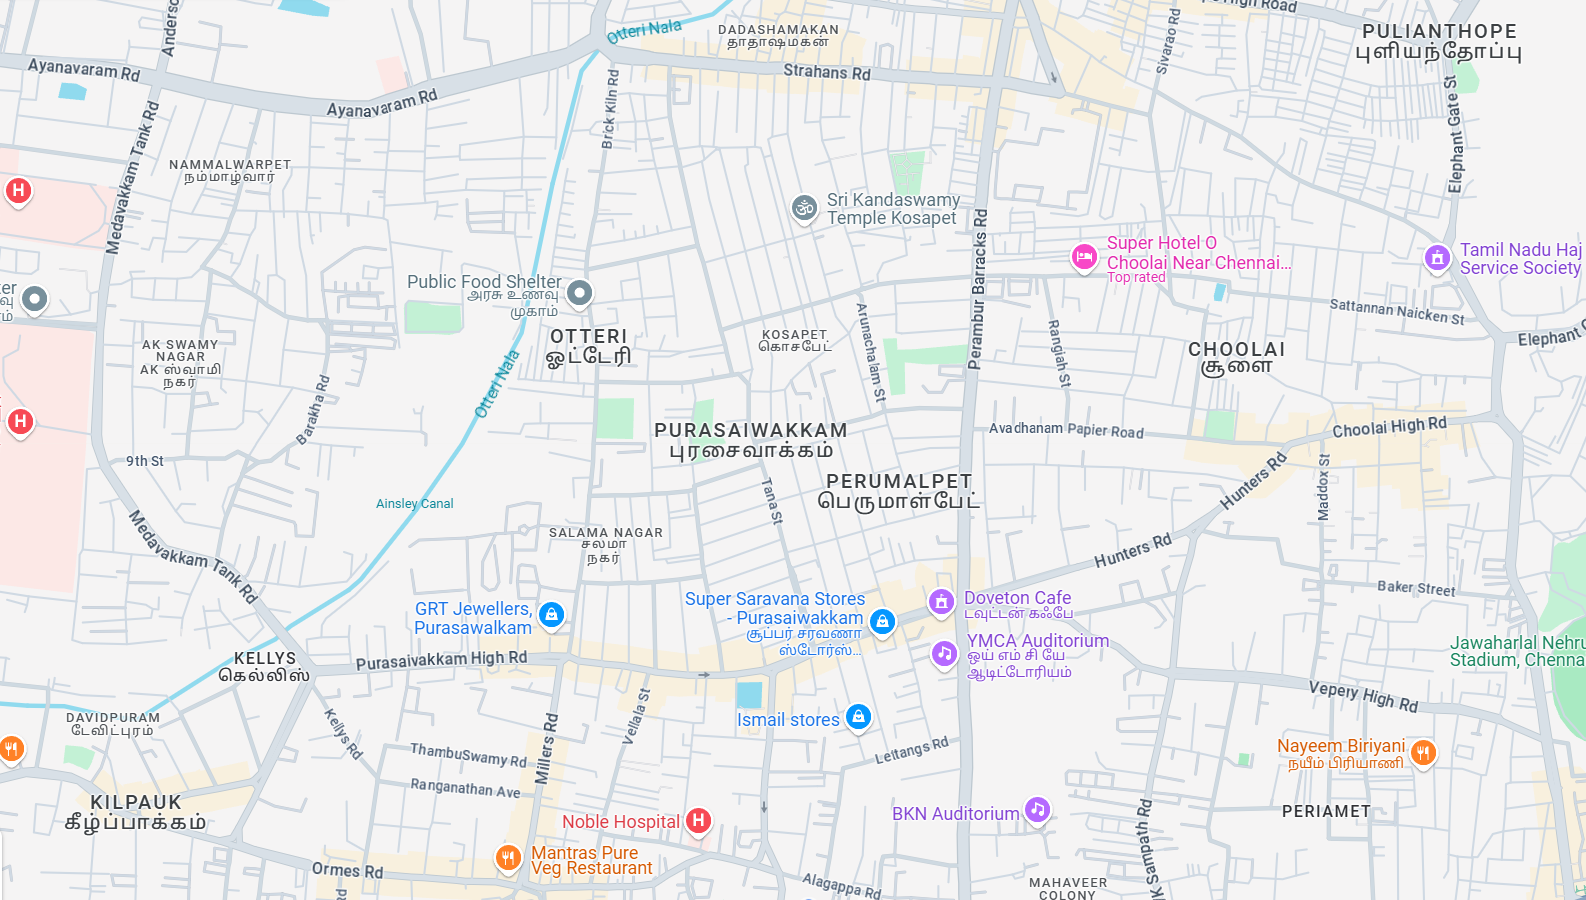 Otteri Nala
DADASHAMAKAN
தாதாஷமகன்
High Road
PULIANTHOPE
புளியந்தோப்பு
Ayanavaram Rd
Ayanavaram Rd
Strahans Rd
Sivarao Rd
Brick Kiln Rd
Elephant Gate St
Medavakkam Tank Rd
NAMMALWARPET
நம்மாழ்வார்
Sri Kandaswamy
Temple Kosapet
Perambur Barracks Rd
Super Hotel O
Choolai Near Chennai...
Top rated
Tamil Nadu Haj
Service Society
Public Food Shelter
அரசு உணவு
முகாம்
Sattannan Naicken St
OTTERI
ஓட்டேரி
KOSAPET
கொசபேட்
Arunachalam St
Rangiah St
CHOOLAI
சூளை
AK SWAMY
NAGAR
AK ஸ்வாமி
நகர்
Otteri Nala
Barakha Rd
PURASAIWAKKAM
புரசைவாக்கம்
Avadhanam Papier Road
Choolai High Rd
9th St
PERUMALPET
பெருமாள்பேட்
Tana St
Hunters Rd
Maddox St
Ainsley Canal
Medavakkam Tank Rd
SALAMA NAGAR
சலமா
நகர்
Hunters Rd
Baker Street
GRT Jewellers,
Purasawalkam
Super Saravana Stores
- Purasaiwakkam
சூப்பர் சரவணா
ஸ்டோர்ஸ்...
Doveton Cafe
டவுட்டன் கஃபே
YMCA Auditorium
ஒய் எம் சி யே
ஆடிட்டோரியம்
Jawaharlal Nehru
Stadium, Chenna
KELLYS
கெல்லிஸ்
Purasaivakkam High Rd
Vepery High Rd
DAVIDPURAM
டேவிட்புரம்
Kellys Rd
Vellala St
Ismail stores
Millers Rd
ThambuSwamy Rd
Lettangs Rd
Nayeem Biriyani
நயீம் பிரியாணி
Ranganathan Ave
KILPAUK
கீழ்ப்பாக்கம்
Noble Hospital
BKN Auditorium
PERIAMET
Mantras Pure
Veg Restaurant
Ormes Rd
Alagappa Rd
MAHAVEER
COLONY
K Sampath Rd